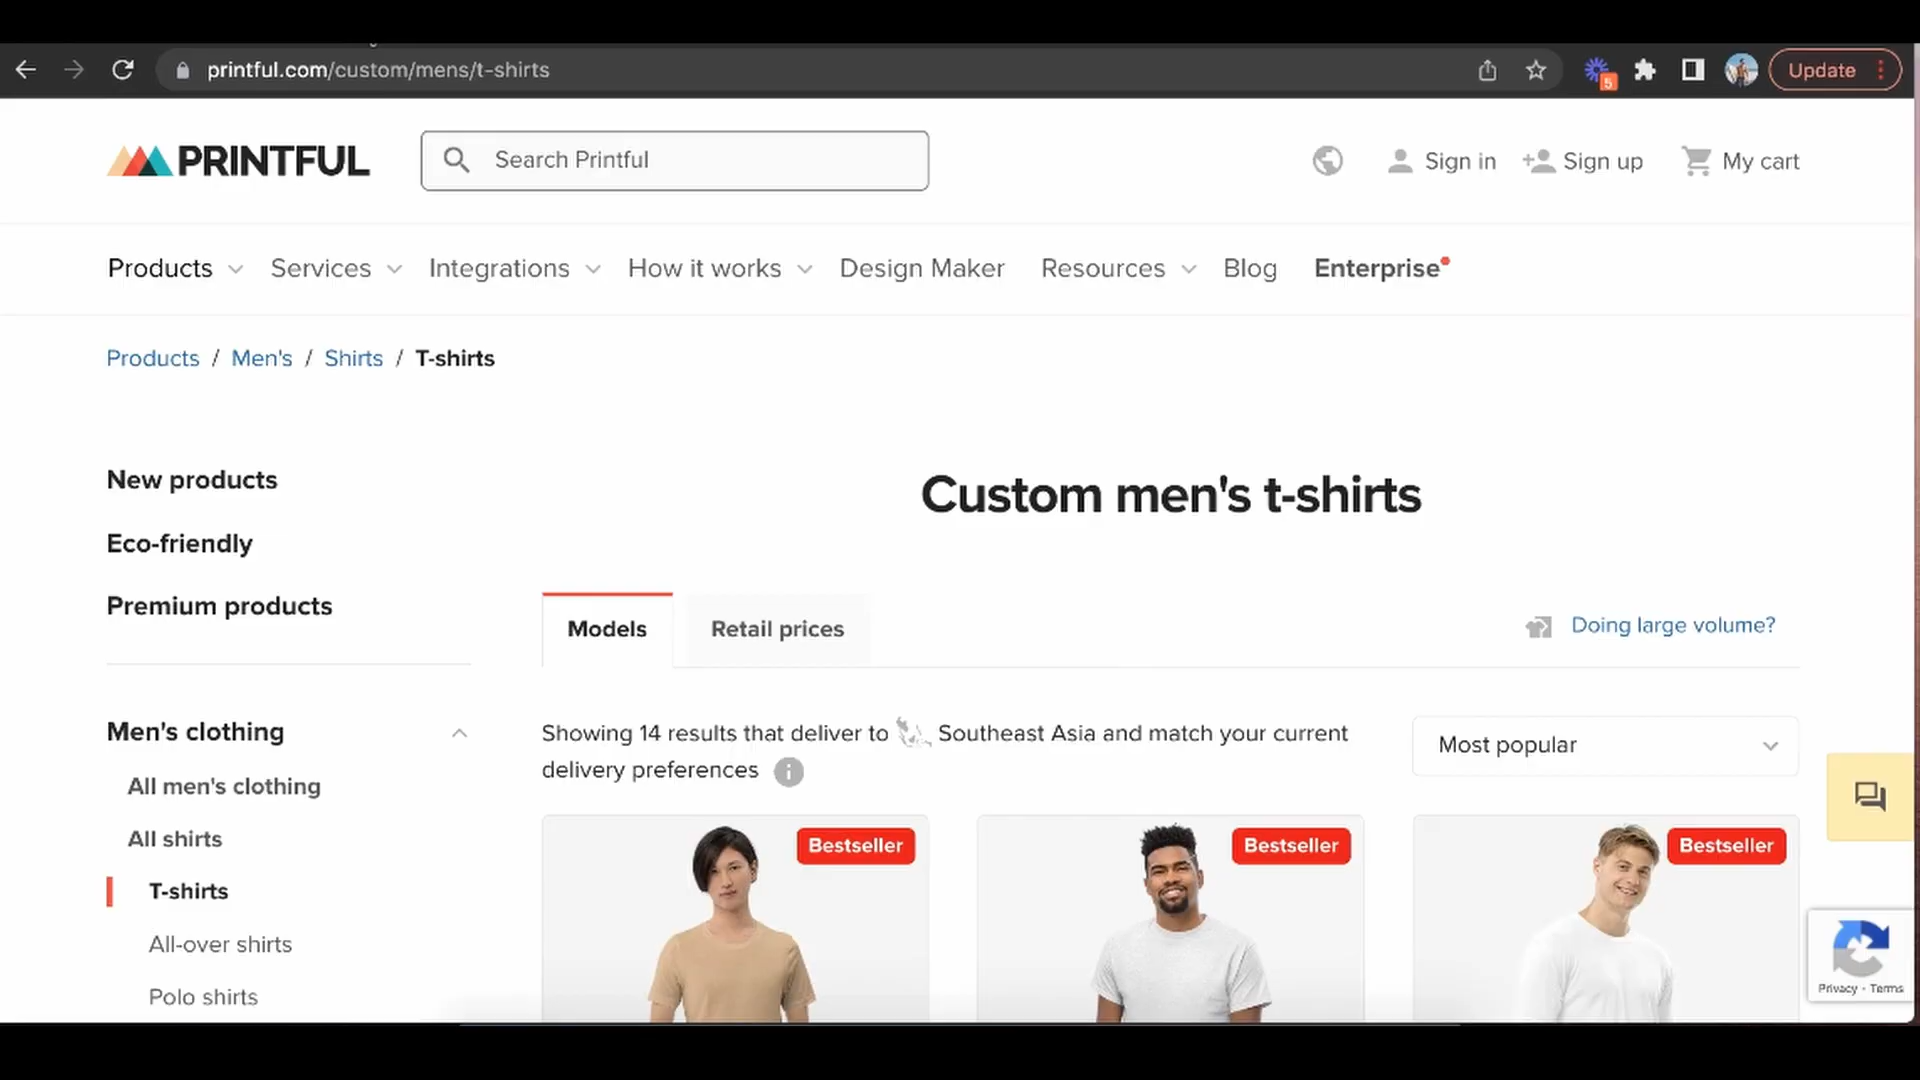 printful.com/custom/mens/t-shirts
5
Update
PRINTFUL
Search Printful
Sign in
Sign up
My cart
Products
Services
Integrations
How it works
Design Maker
Resources
Blog
Enterprise
Products / Men's / Shirts / T-shirts
New products
Eco-friendly
Premium products
Custom men's t-shirts
Models
Retail prices
Doing large volume?
Men's clothing
All men's clothing
All shirts
T-shirts
All-over shirts
Polo shirts
Showing 14 results that deliver to Southeast Asia and match your current
delivery preferences
Most popular
Bestseller
Bestseller
Bestseller
Privacy - Terms